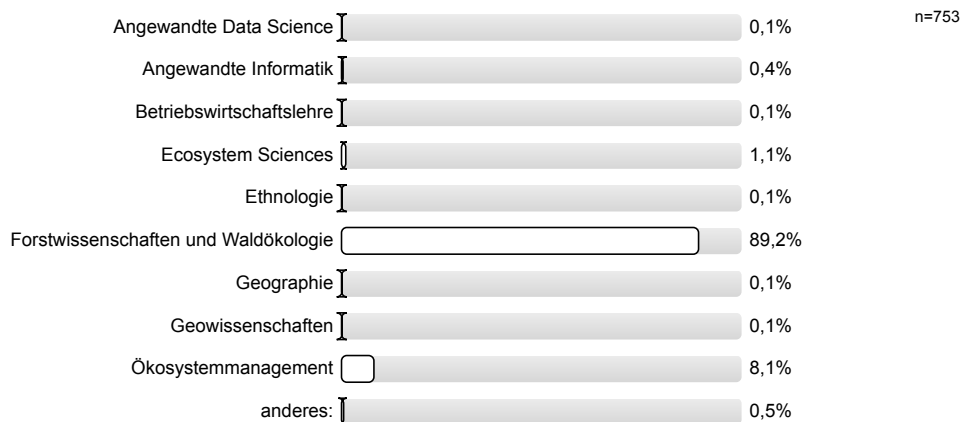 Angewandte Data Science 0,1% n=753
Angewandte Informatik 0,4%
Betriebswirtschaftslehre 0,1%
Ecosystem Sciences 1,1%
Ethnologie 0,1%
Forstwissenschaften und Waldökologie 89,2%
Geographie 0,1%
Geowissenschaften 0,1%
Ökosystemmanagement 8,1%
anderes: 0,5%